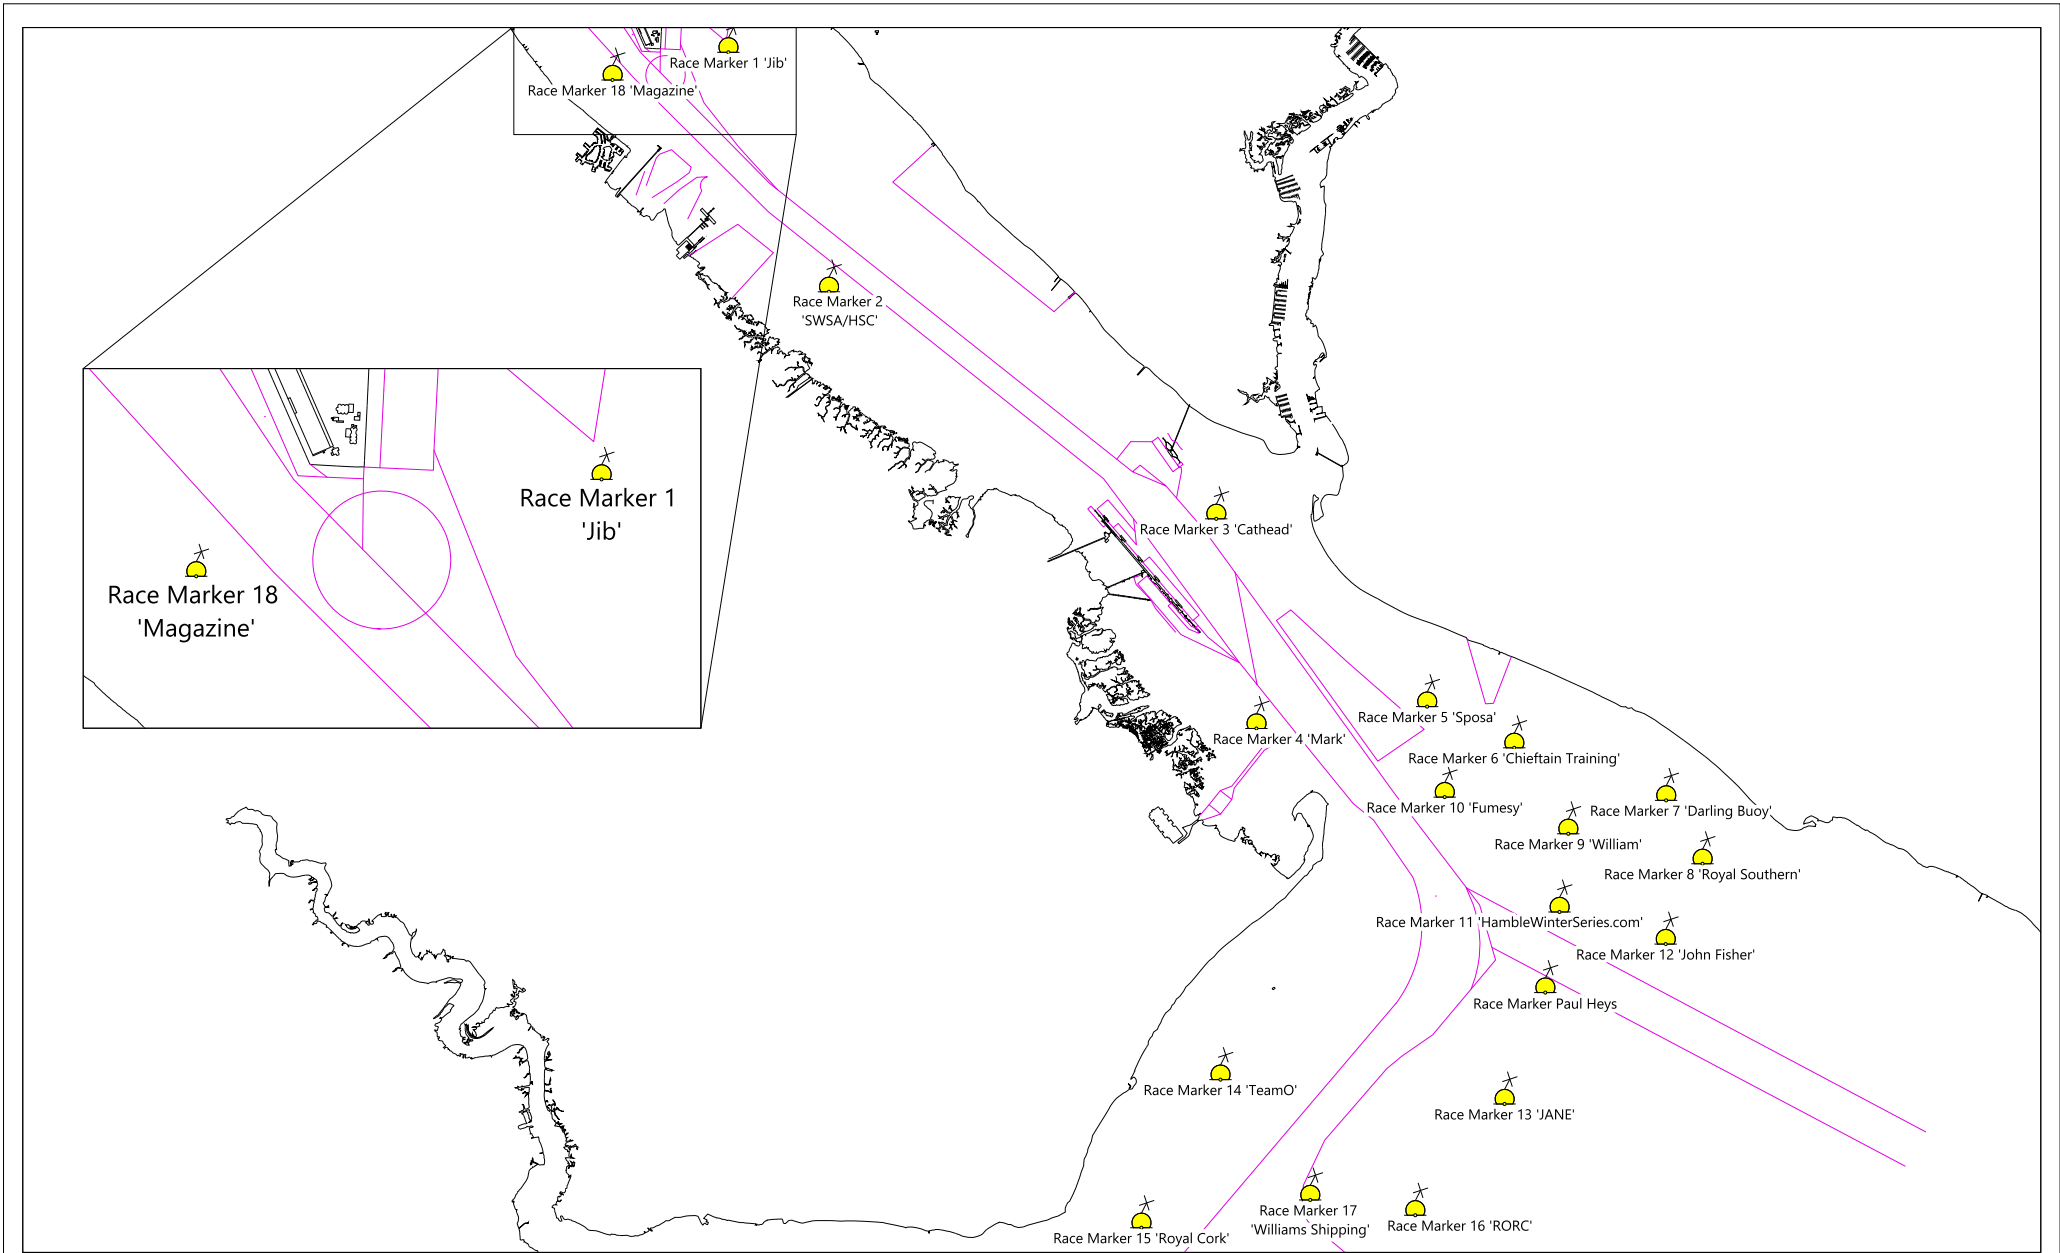 Race Marker 1 'Jib'
Race Marker 18 'Magazine'
Race Marker 2
'SWSA/HSC'
Race Marker 1
'Jib'
Race Marker 18
'Magazine'
Race Marker 3 'Cathead'
Race Marker 5 'Sposa'
Race Marker 4 'Mark'
Race Marker 6 'Chieftain Training'
Race Marker 10 'Fumesy'
Race Marker 7 'Darling Buoy'
Race Marker 9 'William'
Race Marker 8 'Royal Southern'
Race Marker 11 'HambleWinterSeries.com'
Race Marker 12 'John Fisher'
Race Marker Paul Heys
Race Marker 14 'TeamO'
Race Marker 13 'JANE'
Race Marker 17
'Williams Shipping'
Race Marker 16 'RORC'
Race Marker 15 'Royal Cork'